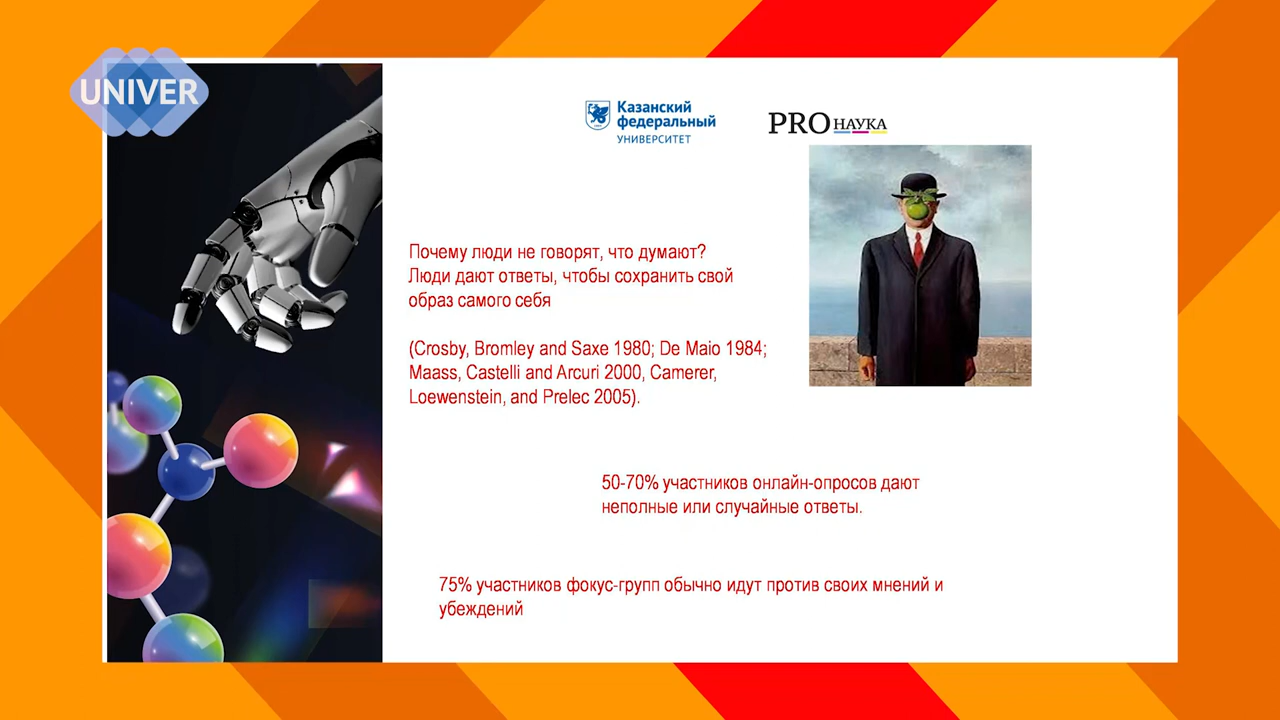 UNIVER
Казанский
федеральный
УНИВЕРСИТЕТ
PRO НАУКА
Почему люди не говорят, что думают?
Люди дают ответы, чтобы сохранить свой
образ самого себя
(Crosby, Bromley and Saxe 1980; De Maio 1984;
Maass, Castelli and Arcuri 2000, Camerer,
Loewenstein, and Prelec 2005).
50-70% участников онлайн-опросов дают
неполные или случайные ответы.
75% участников фокус-групп обычно идут против своих мнений и
убеждений